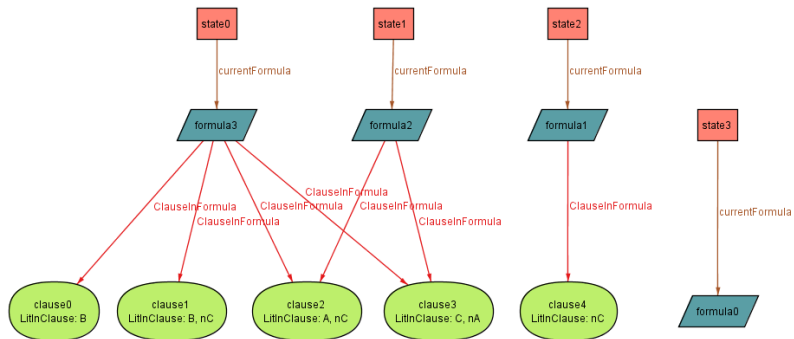 state0
state1
state2
currentFormula
currentFormula
currentFormula
formula3
formula2
formula1
state3
ClauseInFormula
ClauseInFormula
ClauseInFormula
ClauseInFormula
ClauseInFormula
ClauseInFormula
ClauseInFormula
currentFormula
clause0
LitInClause: B
clause1
LitInClause: B, nC
clause2
LitInClause: A, nC
clause3
LitInClause: C, nA
clause4
LitInClause: nC
formula0